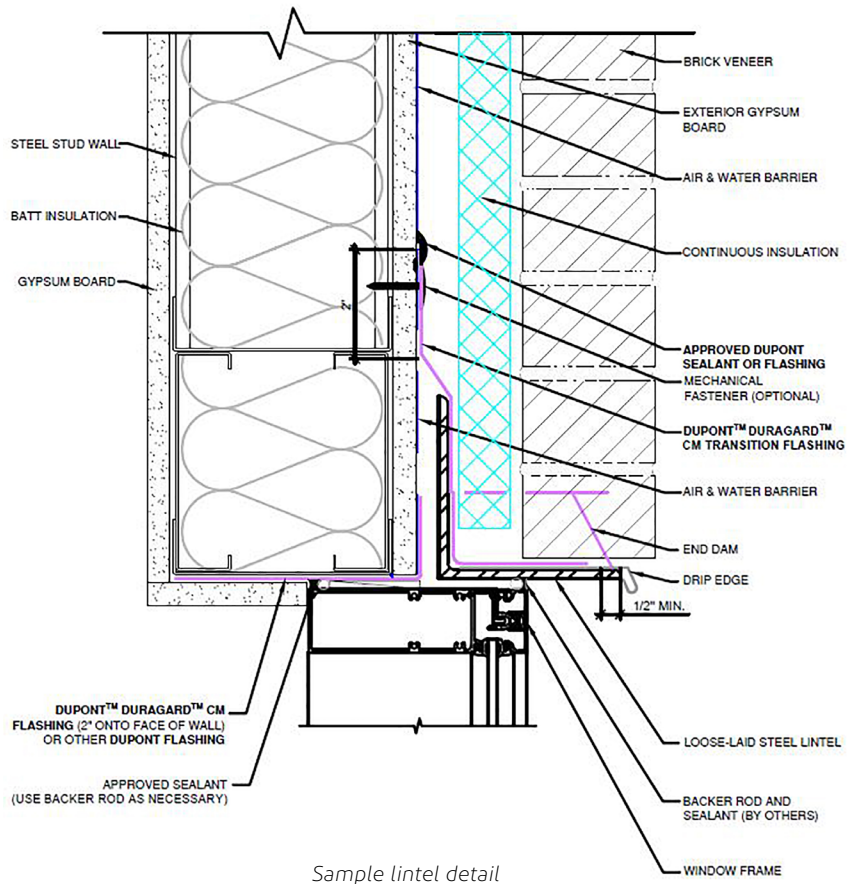 BRICK VENEER
EXTERIOR GYPSUM
BOARD
STEEL STUD WALL
AIR & WATER BARRIER
BATT INSULATION
CONTINUOUS INSULATION
GYPSUM BOARD
2"
APPROVED DUPONT
SEALANT OR FLASHING
MECHANICAL
FASTENER (OPTIONAL)
DUPONT™ DURAGARD™
CM TRANSITION FLASHING
AIR & WATER BARRIER
END DAM
DRIP EDGE
1/2" MIN.
DUPONT™ DURAGARD™ CM
FLASHING (2" ONTO FACE OF WALL)
OR OTHER DUPONT FLASHING
LOOSE-LAID STEEL LINTEL
APPROVED SEALANT
(USE BACKER ROD AS NECESSARY)
BACKER ROD AND
SEALANT (BY OTHERS)
WINDOW FRAME
Sample lintel detail